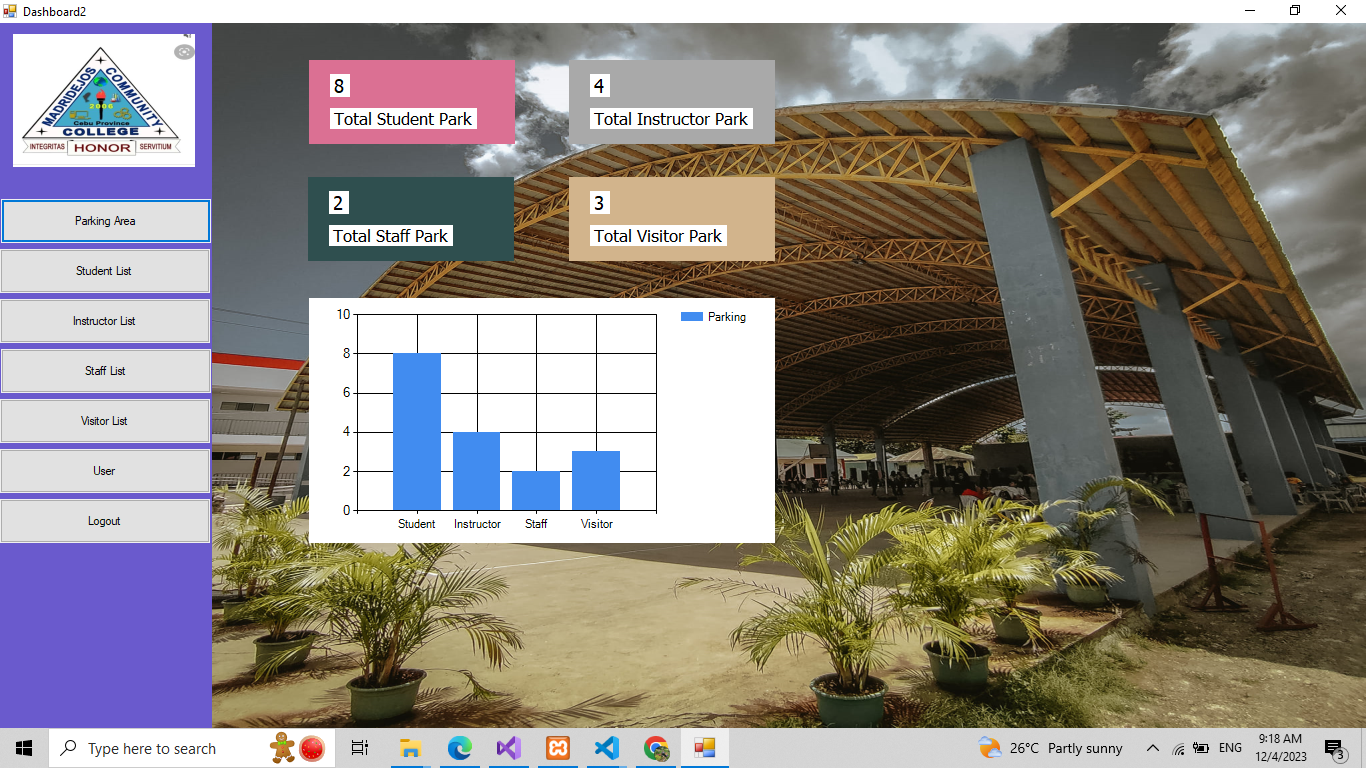 Dashboard2
MADRIDEJOS COMMUNITY
2006
Cebu Province
COLLEGE
INTEGRITAS HONOR SERVITIUM
Parking Area
Student List
Instructor List
Staff List
Visitor List
User
Logout
8
Total Student Park
4
Total Instructor Park
2
Total Staff Park
3
Total Visitor Park
10
8
6
4
2
0
Student Instructor Staff Visitor
Parking
Type here to search
26°C Partly sunny
ENG
9:18 AM
12/4/2023
3